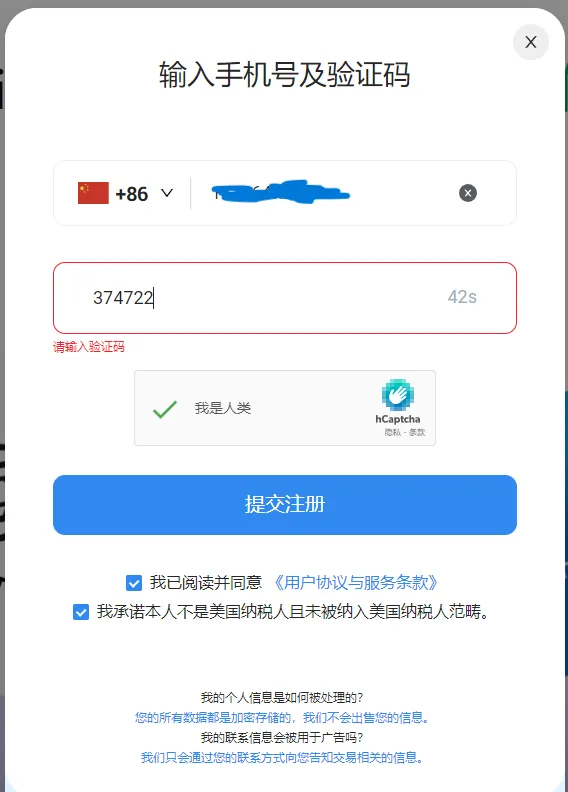 输入手机号及验证码
+86
374722
42s
请输入验证码
我是人类
hCaptcha
隐私 - 条款
提交注册
我已阅读并同意 《用户协议与服务条款》
我承诺本人不是美国纳税人且未被纳入美国纳税人范畴。
我的个人信息是如何被处理的？
您的所有数据都是加密存储的，我们不会出售您的信息。
我的联系信息会被用于广告吗？
我们只会通过您的联系方式向您告知交易相关的信息。